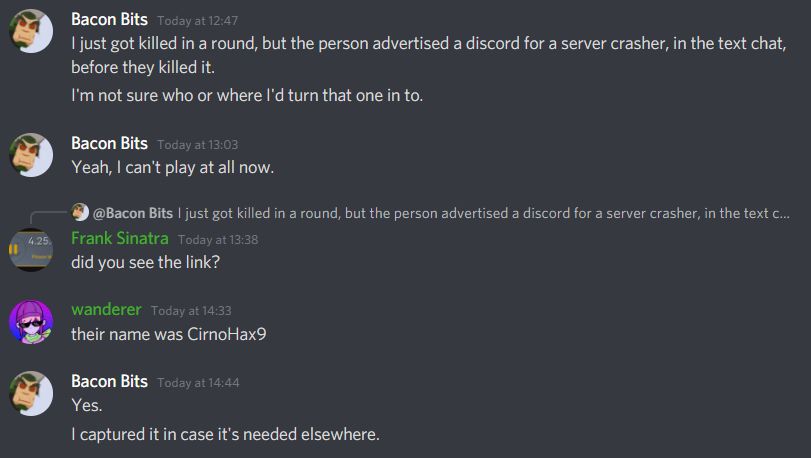 Bacon Bits Today at 12:47
I just got killed in a round, but the person advertised a discord for a server crasher, in the text chat,
before they killed it.
I'm not sure who or where I'd turn that one in to.
Bacon Bits Today at 13:03
Yeah, I can't play at all now.
@Bacon Bits I just got killed in a round, but the person advertised a discord for a server crasher, in the text c...
4.25.
Frank Sinatra Today at 13:38
did you see the link?
wanderer Today at 14:33
their name was CirnoHax9
Bacon Bits Today at 14:44
Yes.
I captured it in case it's needed elsewhere.